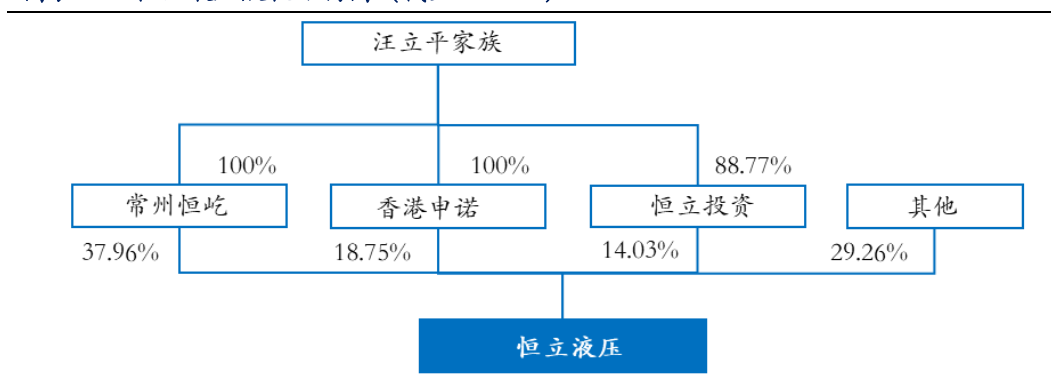 汪立平家族
100%
100%
88.77%
常州恒屹
香港申诺
恒立投资
其他
37.96%
18.75%
14.03%
29.26%
恒立液压